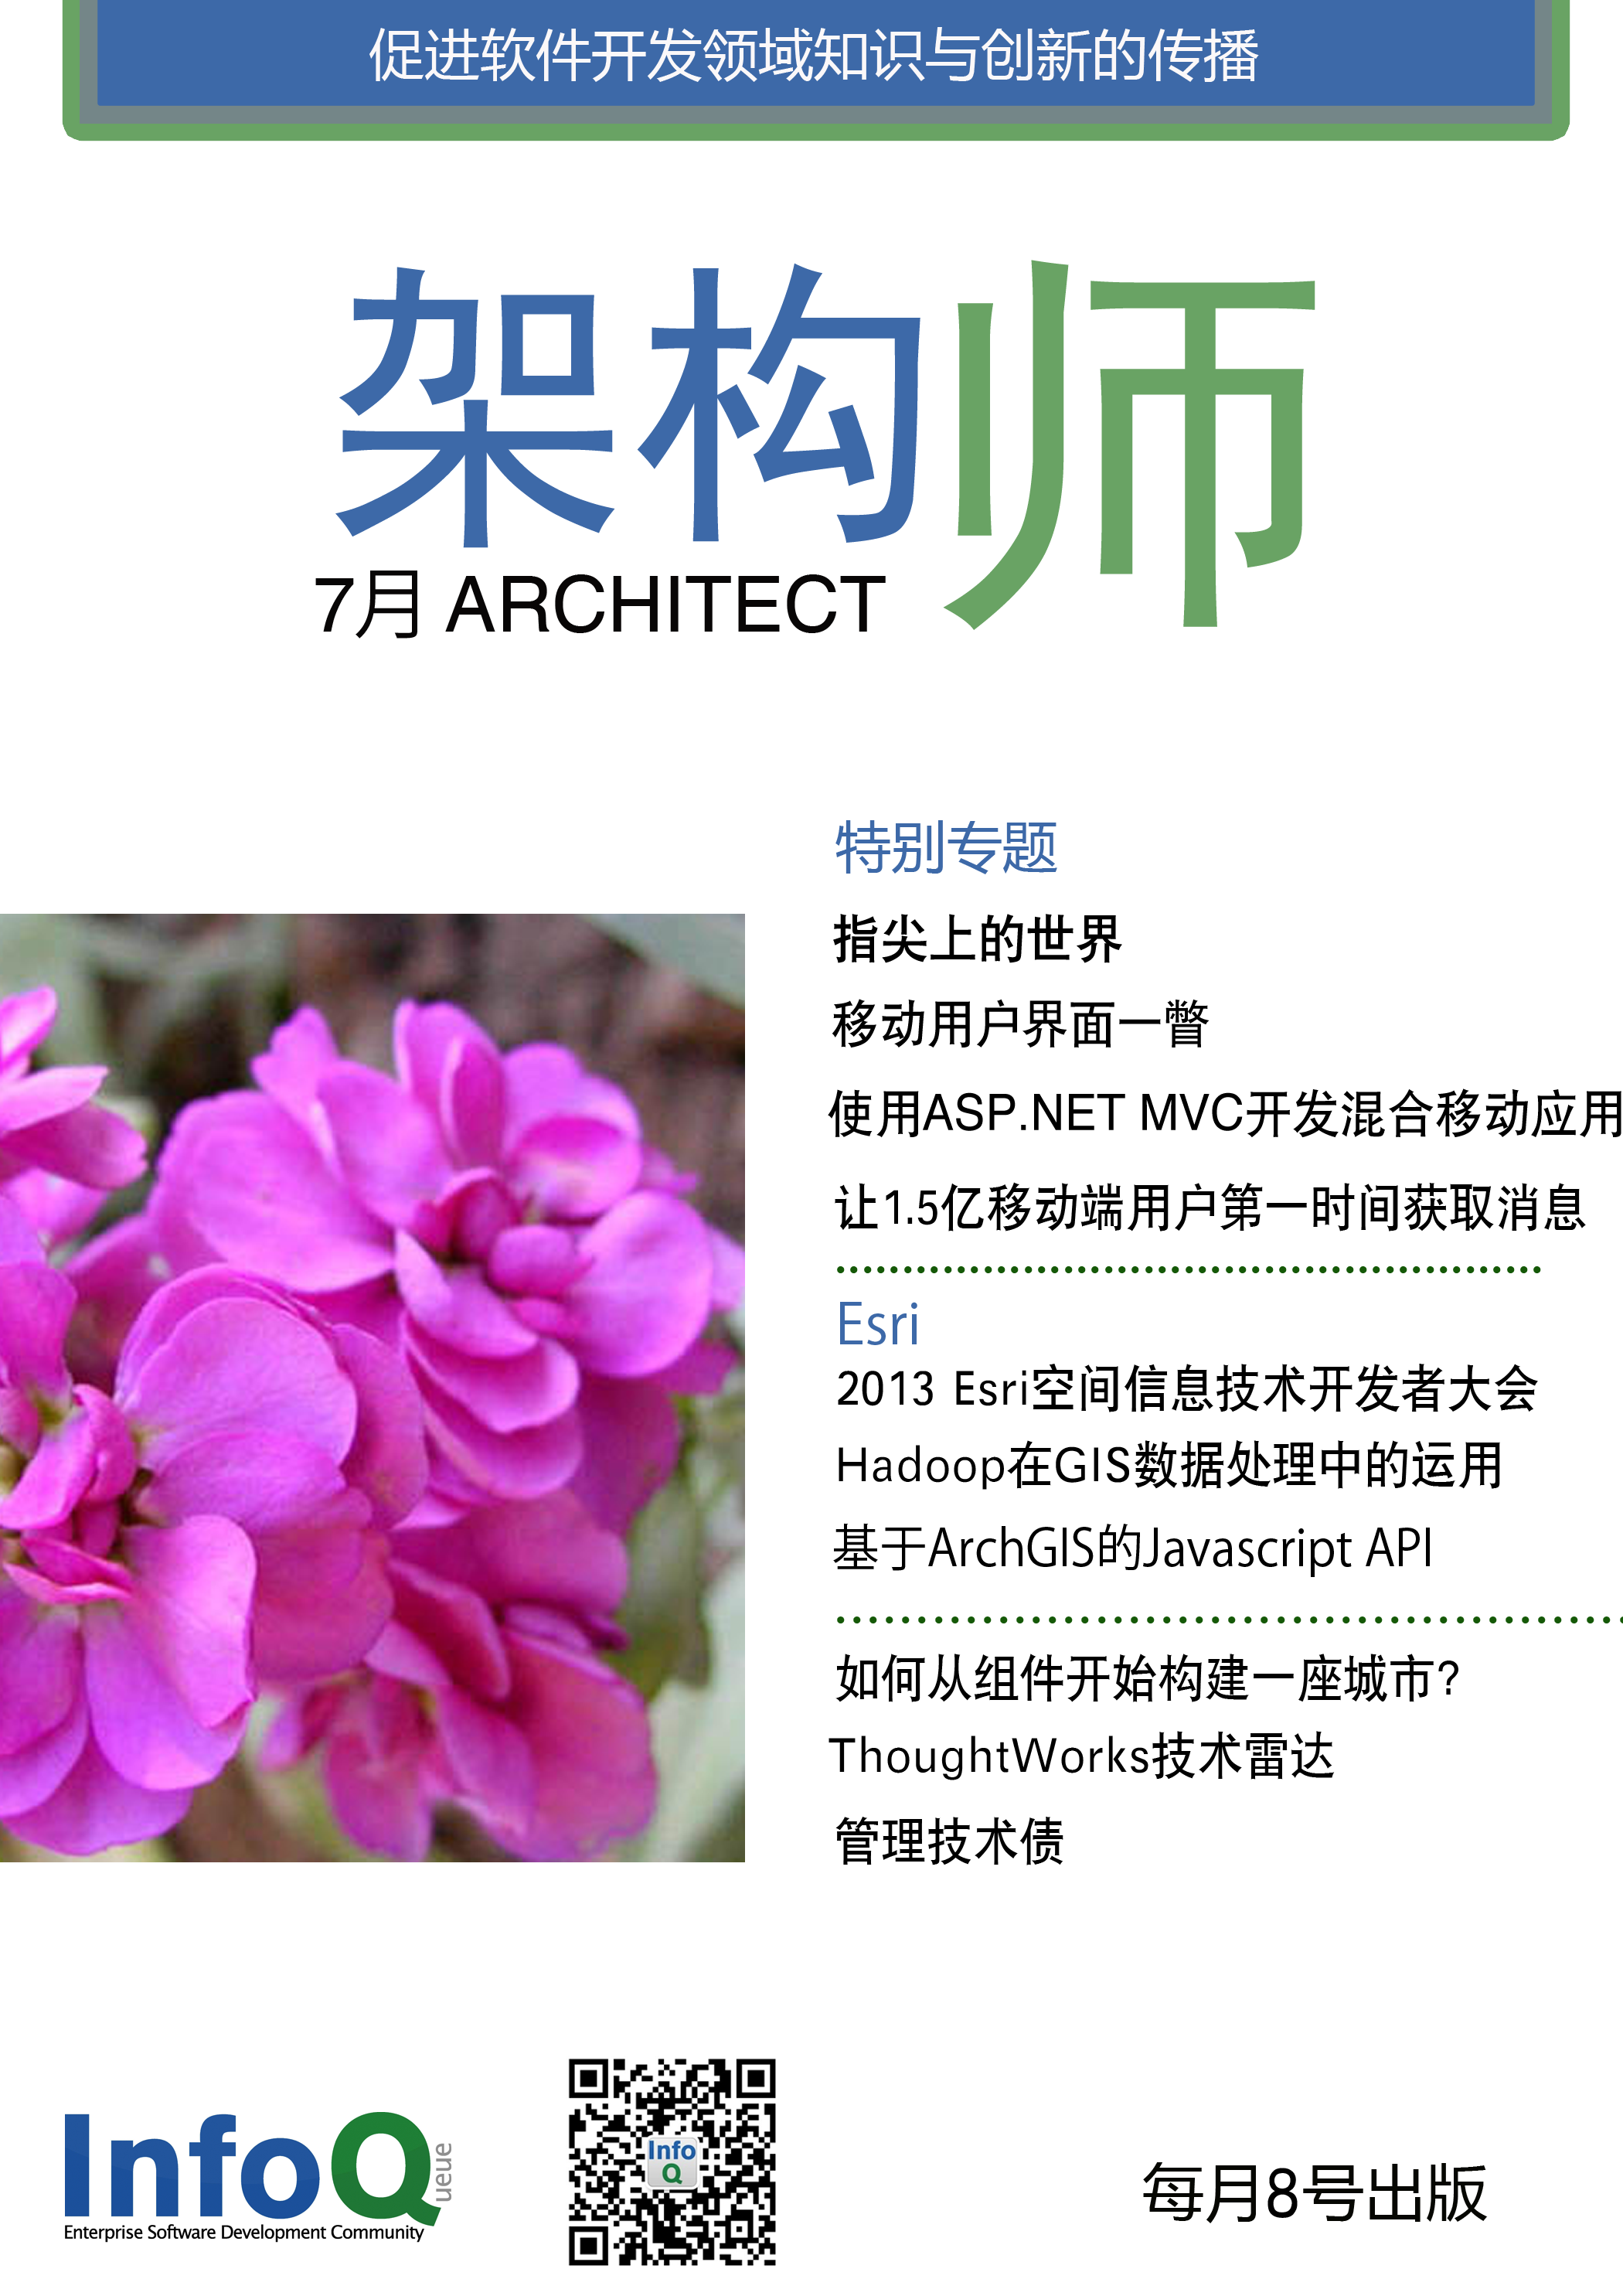 促进软件开发领域知识与创新的传播
架构师
7月 ARCHITECT
特别专题
指尖上的世界
移动用户界面一瞥
使用ASP.NET MVC开发混合移动应用
让1.5亿移动端用户第一时间获取消息
Esri
2013 Esri空间信息技术开发者大会
Hadoop在GIS数据处理中的运用
基于ArchGIS的Javascript API
如何从组件开始构建一座城市?
ThoughtWorks技术雷达
管理技术债
InfoQueue
Enterprise Software Development Community
InfoQ
每月8号出版